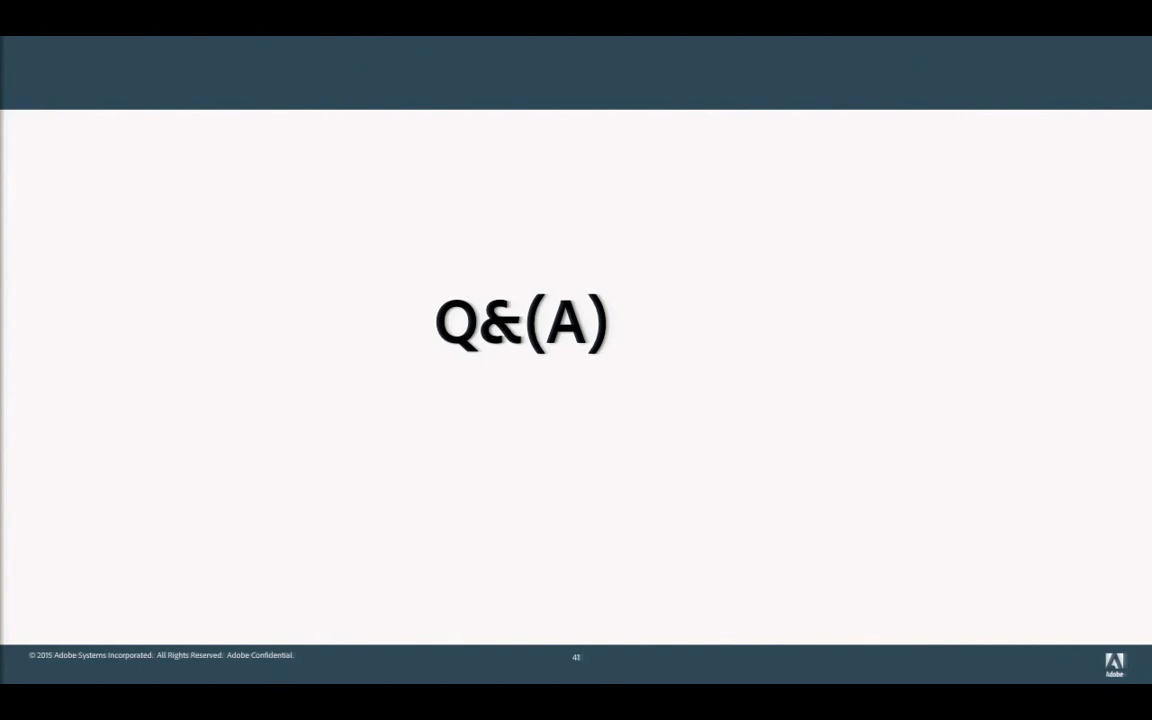 Q&(A)
© 2015 Adobe Systems Incorporated. All Rights Reserved. Adobe Confidential.
41
Adobe